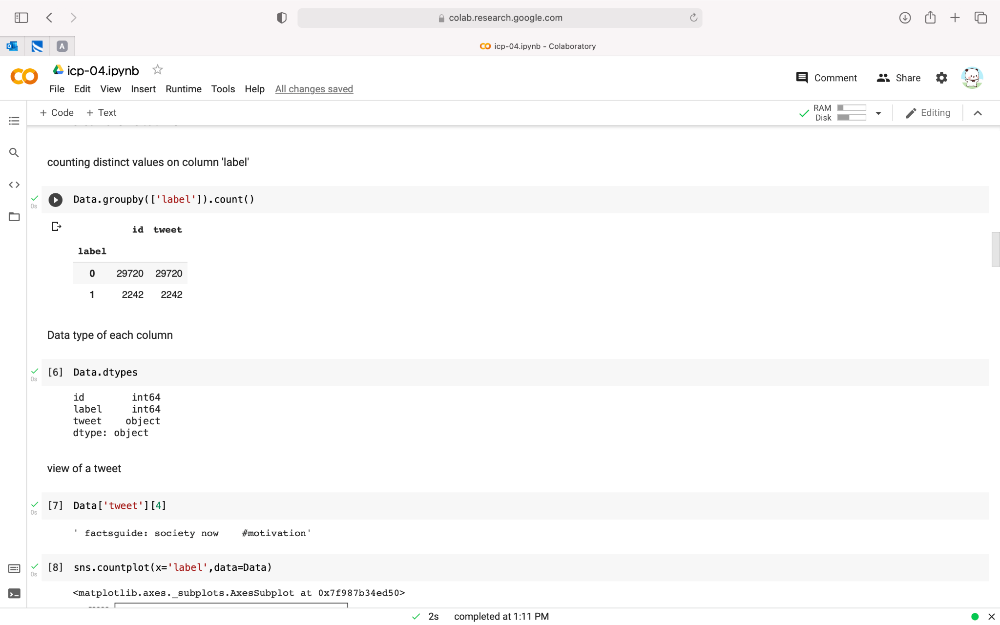 colab.research.google.com
A
icp-04.ipynb - Colaboratory
icp-04.ipynb
Comment
Share
File Edit View Insert Runtime Tools Help All changes saved
+ Code + Text
RAM
Disk
Editing
counting distinct values on column 'label'
0s
Data.groupby(['label']).count()
id tweet
label
0 29720 29720
1 2242 2242
Data type of each column
0s
[6] Data.dtypes
id int64
label int64
tweet object
dtype: object
view of a tweet
0s
[7] Data['tweet'][4]
' factsguide: society now    #motivation'
0s
[8] sns.countplot(x='label',data=Data)
<matplotlib.axes._subplots.AxesSubplot at 0x7f987b34ed50>
2s completed at 1:11 PM